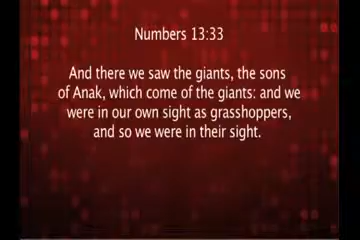 Numbers 13:33
And there we saw the giants, the sons
of Anak, which come of the giants: and we
were in our own sight as grasshoppers,
and so we were in their sight.